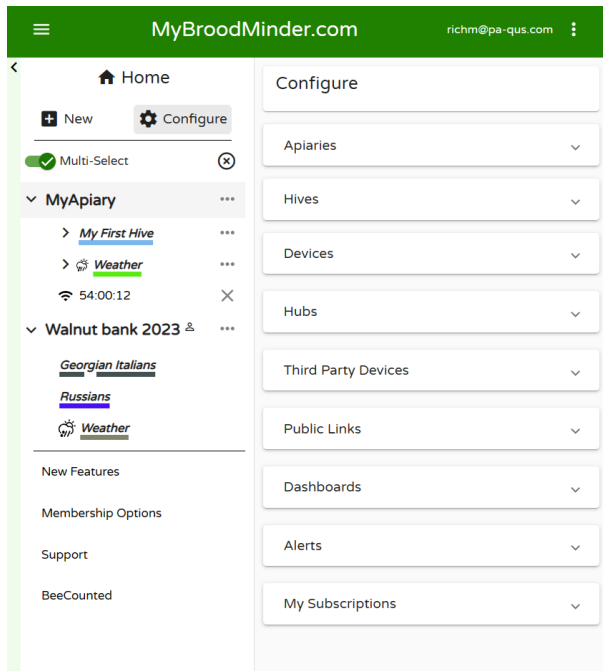 MyBroodMinder.com
richm@pa-qus.com
Home
New
Configure
Multi-Select
MyApiary
My First Hive
Weather
54:00:12
Walnut bank 2023
Georgian Italians
Russians
Weather
New Features
Membership Options
Support
BeeCounted
Configure
Apiaries
Hives
Devices
Hubs
Third Party Devices
Public Links
Dashboards
Alerts
My Subscriptions